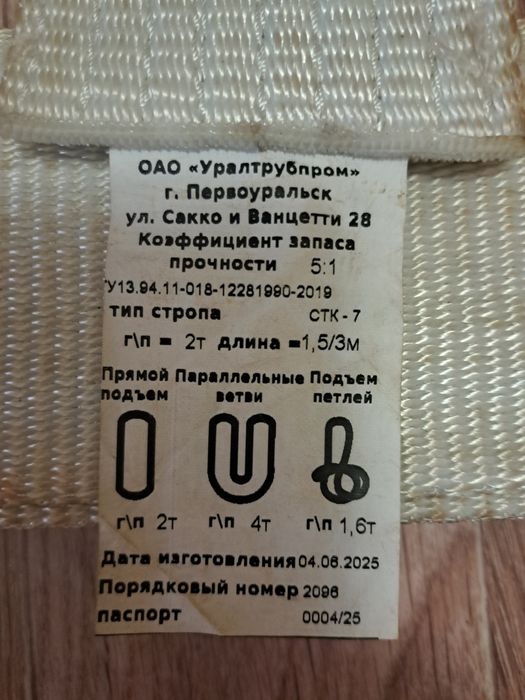 ОАО «Уралтрубпром»
г. Первоуральск
ул. Сакко и Ванцетти 28
Коэффициент запаса
прочности 5:1
ТУ13.94.11-018-12281990-2019
тип стропа СТК - 7
г\п = 2т длина =1,5/3м
Прямой Параллельные Подъем
подъем ветви петлей
г\п 2т г\п 4т г\п 1,6т
Дата изготовления 04.06.2025
Порядковый номер 2096
паспорт 0004/25